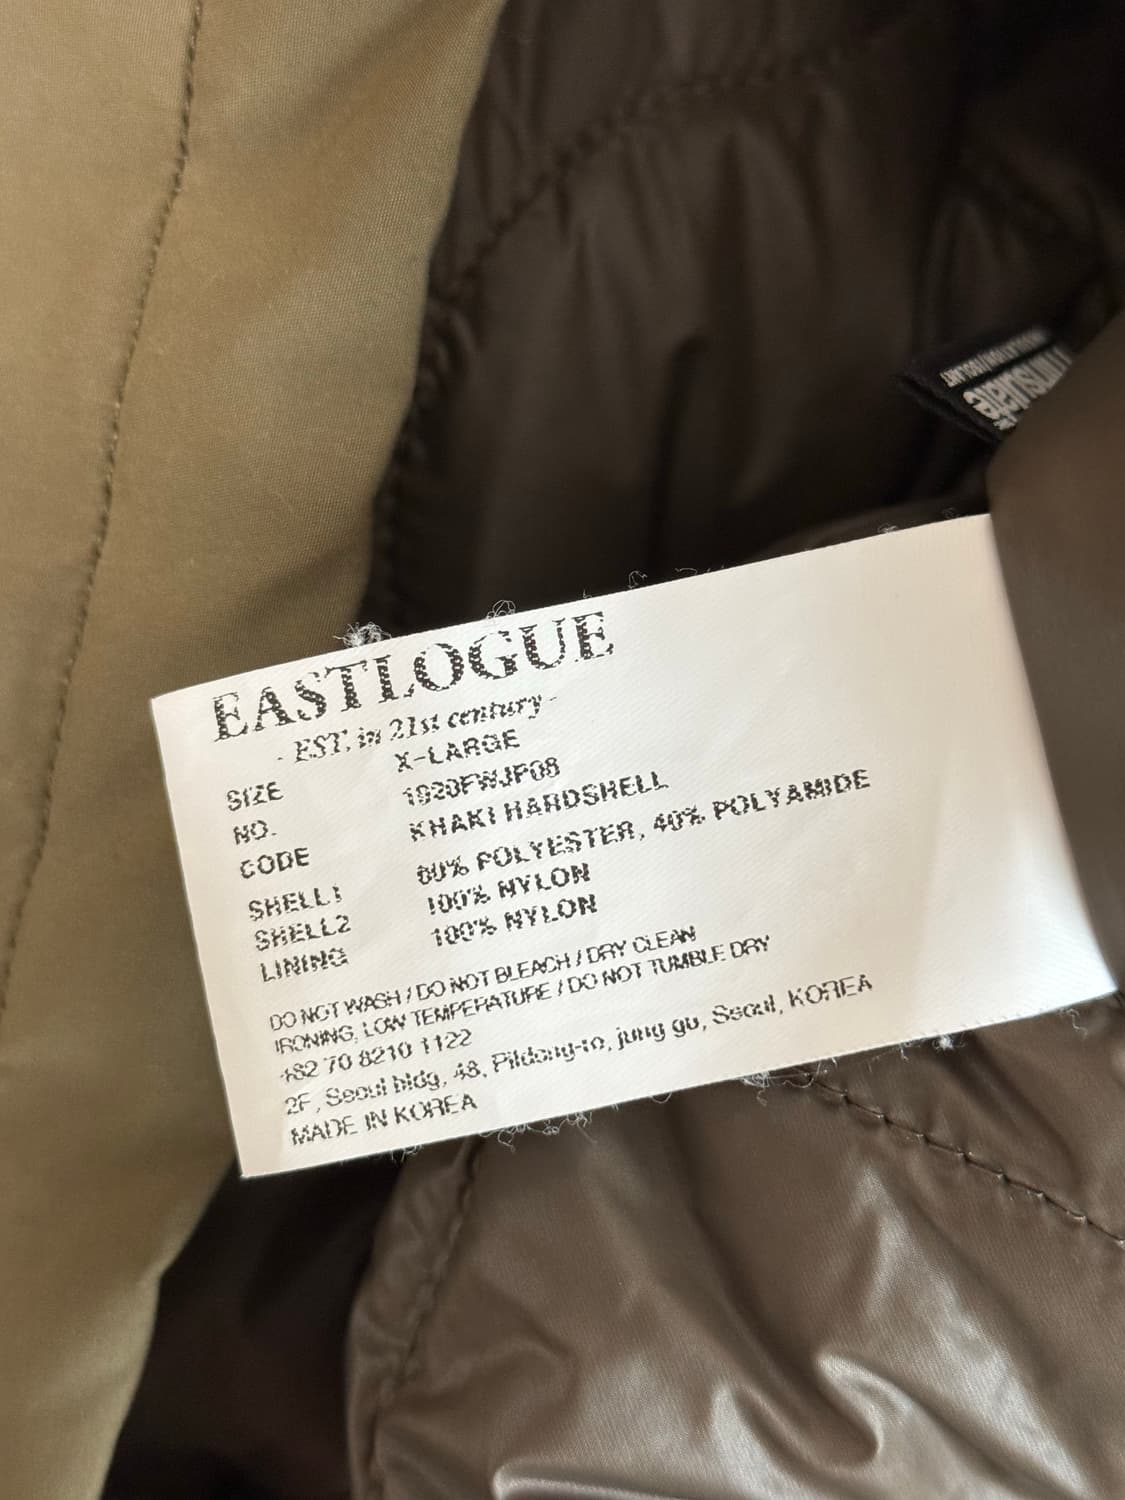 EASTLOGUE
- EST. in 21st century -
SIZE X-LARGE
NO. 1920FWJP08
CODE KHAKI HARDSHELL
SHELL1 60% POLYESTER, 40% POLYAMIDE
SHELL2 100% NYLON
LINING 100% NYLON
DO NOT WASH / DO NOT BLEACH / DRY CLEAN
IRONING, LOW TEMPERATURE / DO NOT TUMBLE DRY
+82 70 8210 1122
2F, Seoul bldg, 48, Pildong-ro, jung gu, Seoul, KOREA
MADE IN KOREA
Thinsulate